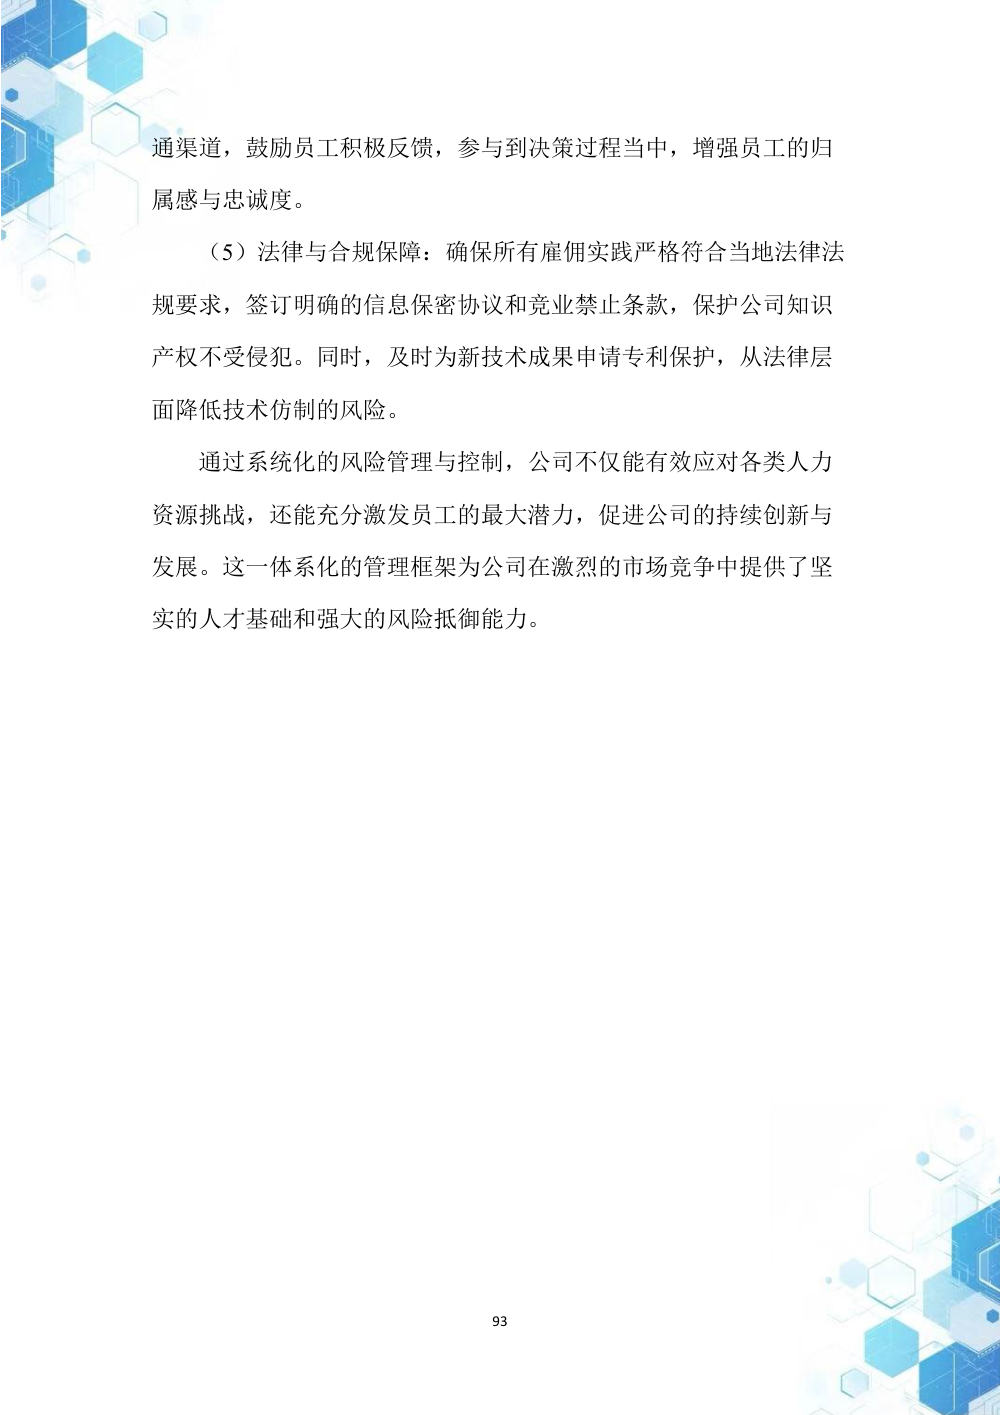 通渠道，鼓励员工积极反馈，参与到决策过程当中，增强员工的归
属感与忠诚度。
（5）法律与合规保障：确保所有雇佣实践严格符合当地法律法
规要求，签订明确的信息保密协议和竞业禁止条款，保护公司知识
产权不受侵犯。同时，及时为新技术成果申请专利保护，从法律层
面降低技术仿制的风险。
通过系统化的风险管理与控制，公司不仅能有效应对各类人力
资源挑战，还能充分激发员工的最大潜力，促进公司的持续创新与
发展。这一体系化的管理框架为公司在激烈的市场竞争中提供了坚
实的人才基础和强大的风险抵御能力。
93